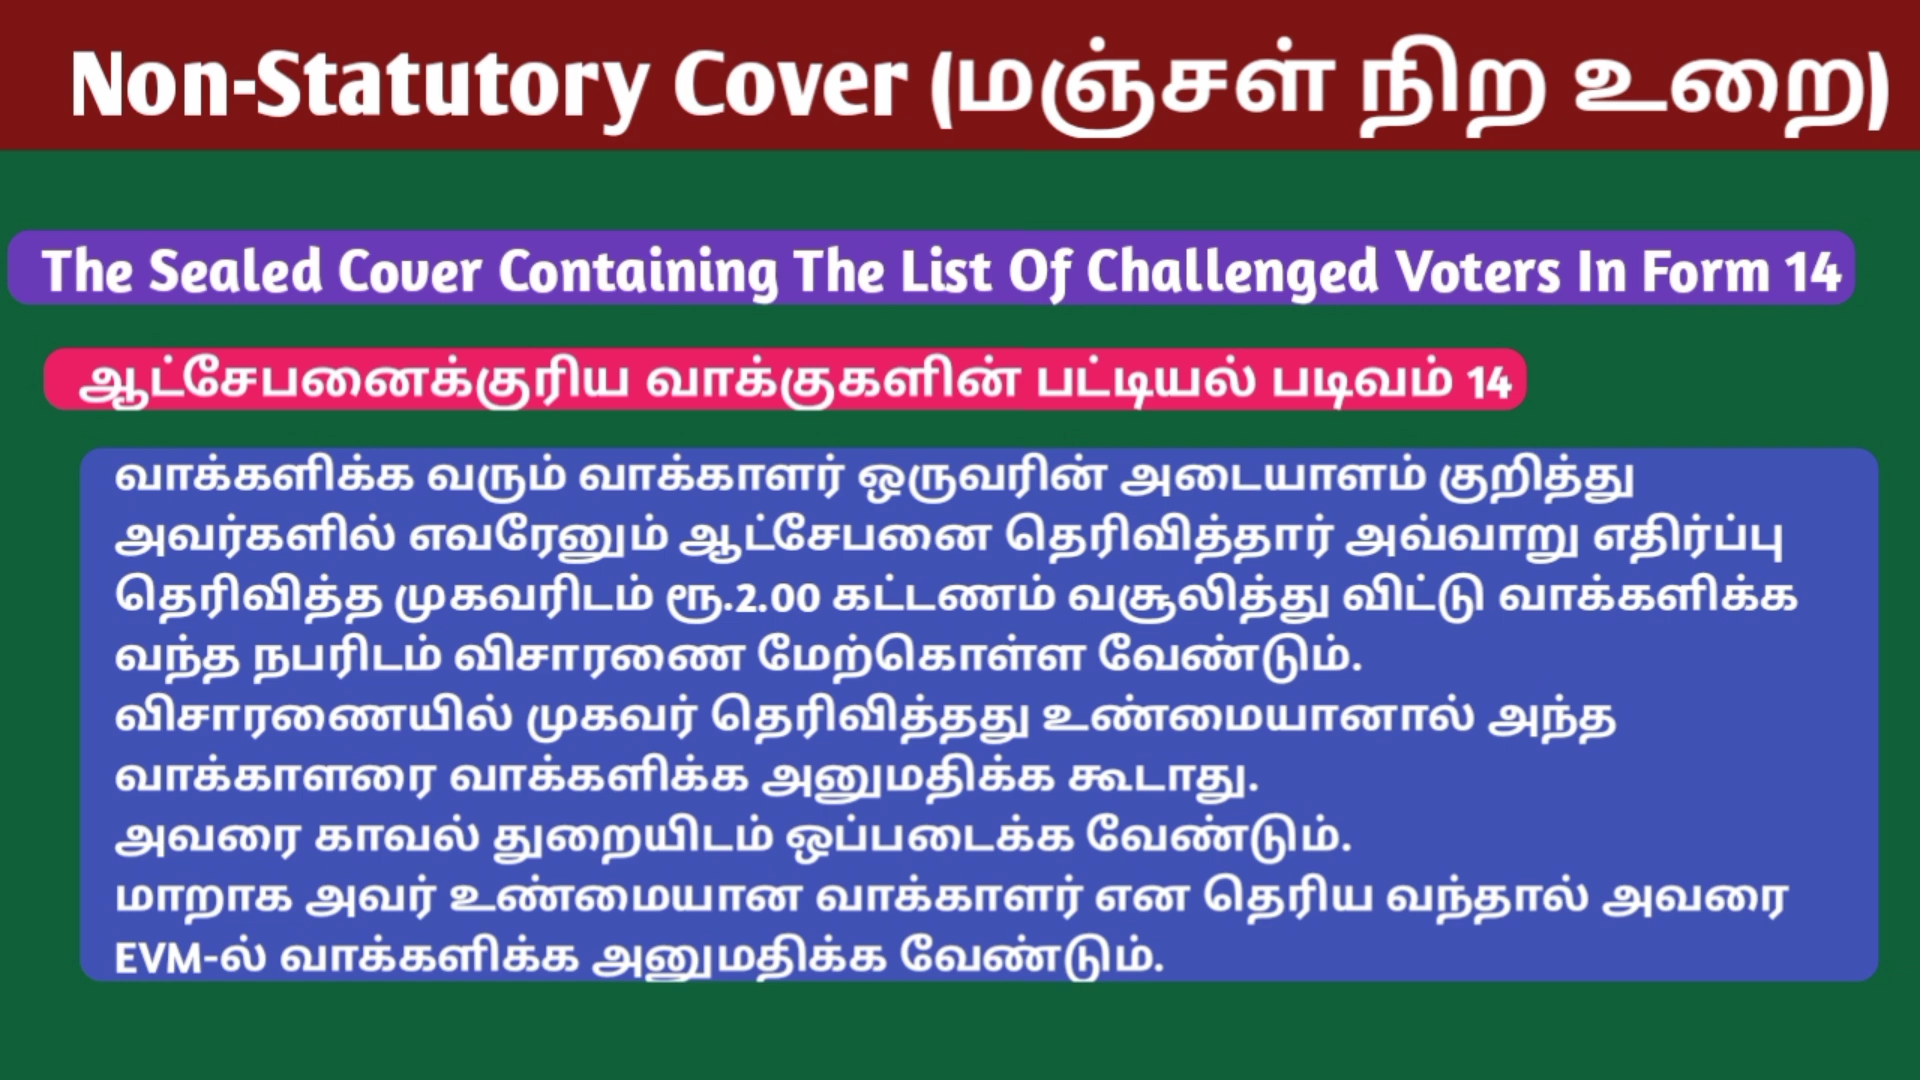 Non-Statutory Cover (மஞ்சள் நிற உறை)
The Sealed Cover Containing The List Of Challenged Voters In Form 14
ஆட்சேபனைக்குரிய வாக்குகளின் பட்டியல் படிவம் 14
வாக்களிக்க வரும் வாக்காளர் ஒருவரின் அடையாளம் குறித்து
அவர்களில் எவரேனும் ஆட்சேபனை தெரிவித்தார் அவ்வாறு எதிர்ப்பு
தெரிவித்த முகவரிடம் ரூ.2.00 கட்டணம் வசூலித்து விட்டு வாக்களிக்க
வந்த நபரிடம் விசாரணை மேற்கொள்ள வேண்டும்.
விசாரணையில் முகவர் தெரிவித்தது உண்மையானால் அந்த
வாக்காளரை வாக்களிக்க அனுமதிக்க கூடாது.
அவரை காவல் துறையிடம் ஒப்படைக்க வேண்டும்.
மாறாக அவர் உண்மையான வாக்காளர் என தெரிய வந்தால் அவரை
EVM-ல் வாக்களிக்க அனுமதிக்க வேண்டும்.